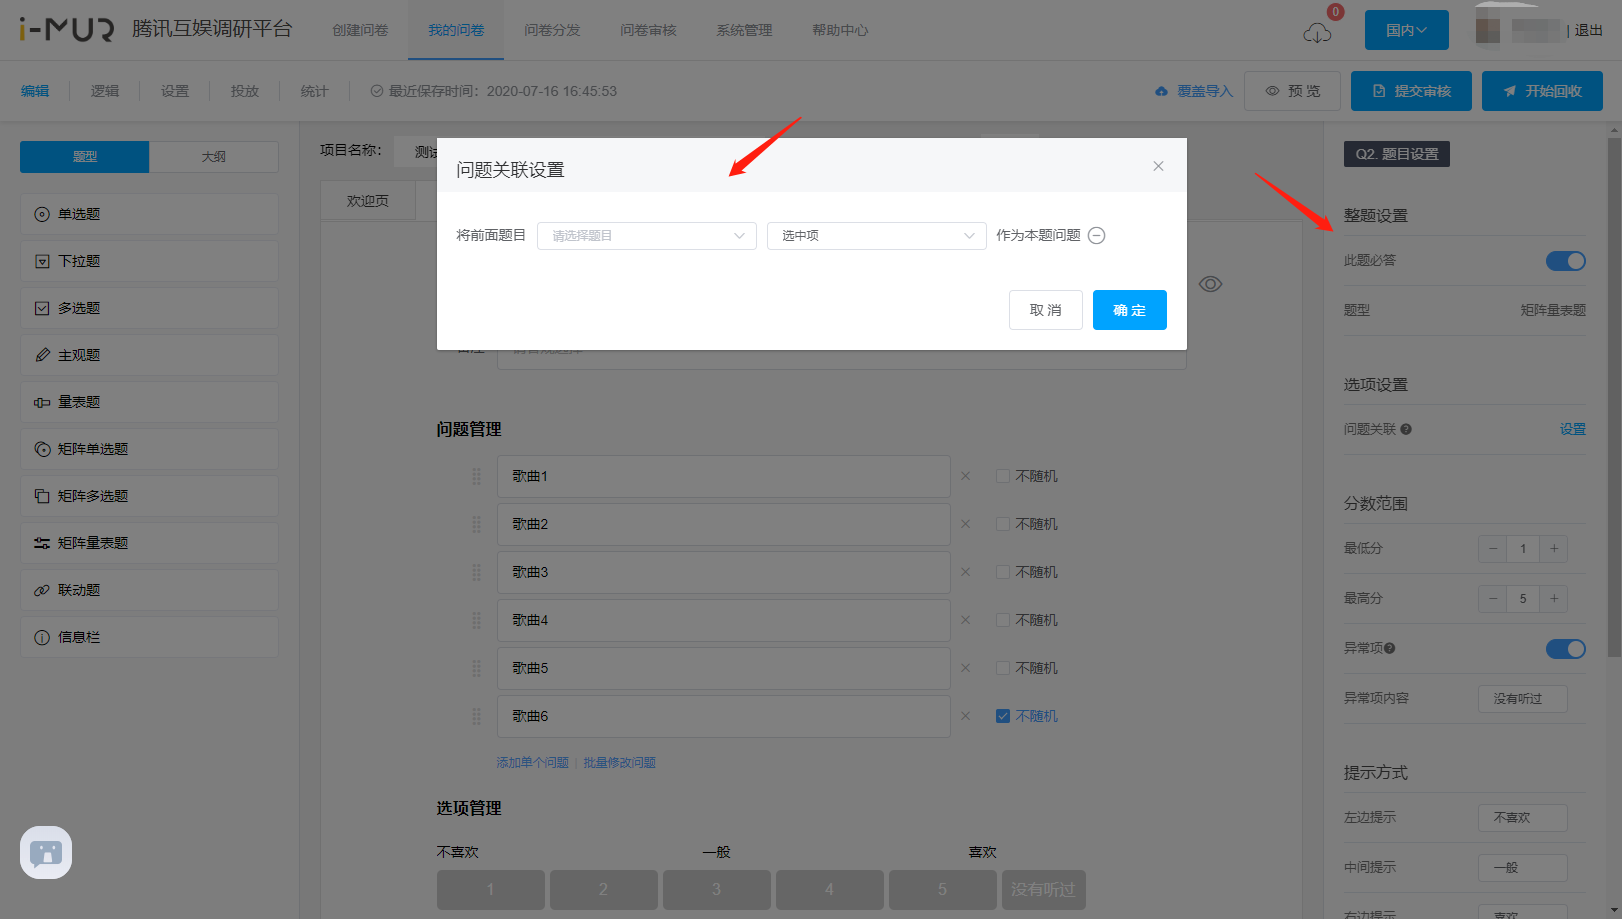 i-MUR 腾讯互娱调研平台 创建问卷 我的问卷 问卷分发 问卷审核 系统管理 帮助中心 0 国内 | 退出
编辑 逻辑 设置 投放 统计 最近保存时间：2020-07-16 16:45:53 覆盖导入 预 览 提交审核 开始回收
题型 大纲
单选题
下拉题
多选题
主观题
量表题
矩阵单选题
矩阵多选题
矩阵量表题
联动题
信息栏
项目名称： 测试
欢迎页
问题关联设置
将前面题目 请选择题目 选中项 作为本题问题
取 消 确 定
问题管理
歌曲1 不随机
歌曲2 不随机
歌曲3 不随机
歌曲4 不随机
歌曲5 不随机
歌曲6 不随机
添加单个问题 | 批量修改问题
选项管理
不喜欢 一般 喜欢
1 2 3 4 5 没有听过
Q2. 题目设置
整题设置
此题必答
题型 矩阵量表题
选项设置
问题关联 设置
分数范围
最低分 − 1 +
最高分 − 5 +
异常项
异常项内容 没有听过
提示方式
左边提示 不喜欢
中间提示 一般
右边提示 喜欢